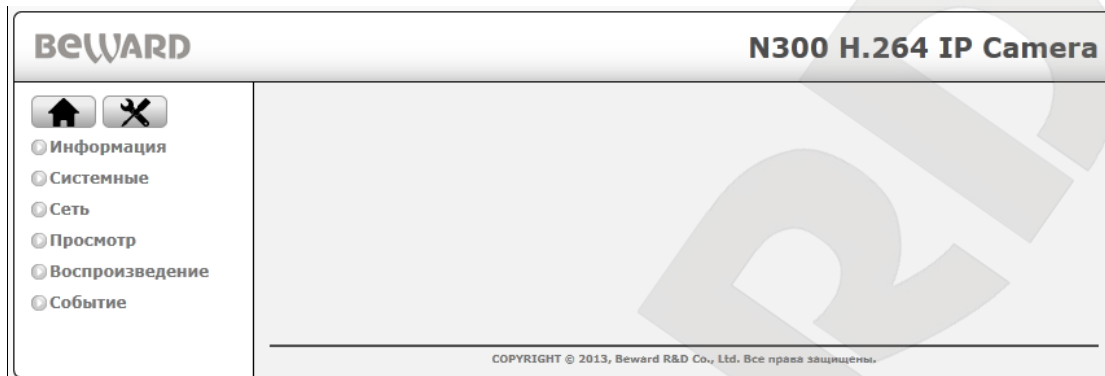 BEWARD
N300 H.264 IP Camera
Информация
Системные
Сеть
Просмотр
Воспроизведение
Событие
COPYRIGHT © 2013, Beward R&D Co., Ltd. Все права защищены.